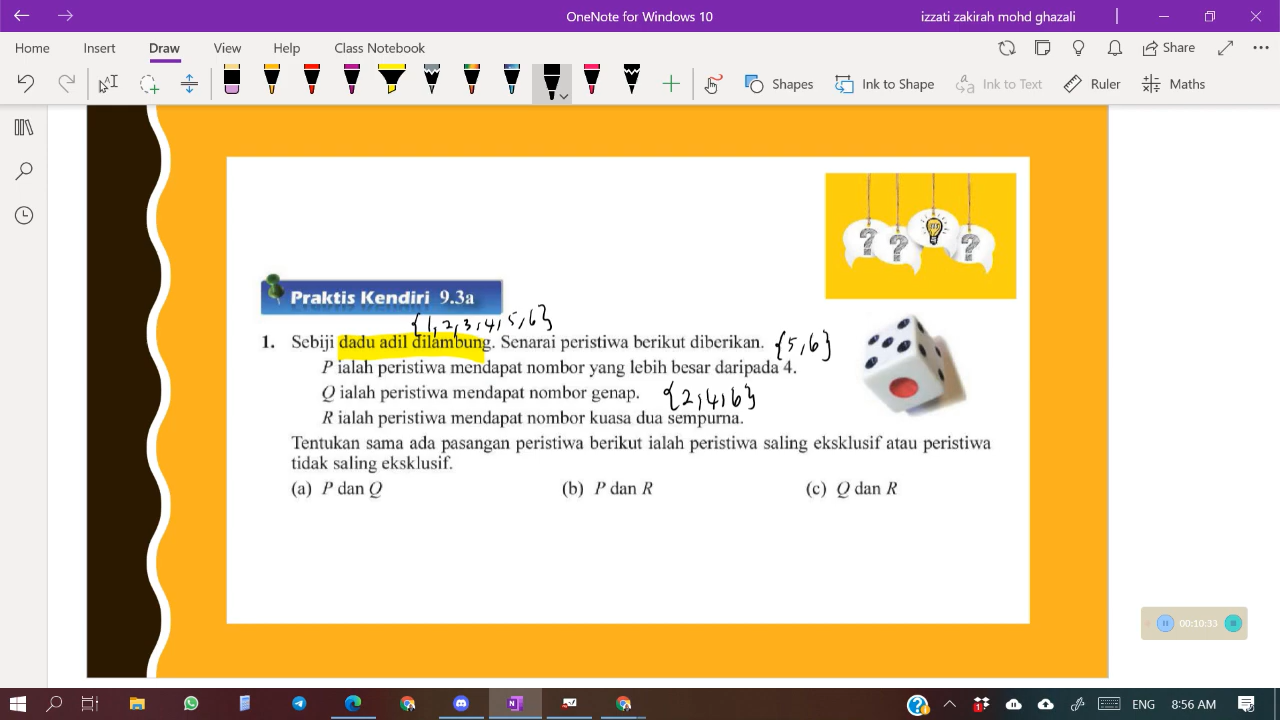 OneNote for Windows 10
izzati zakirah mohd ghazali
Home Insert Draw View Help Class Notebook Share
Shapes Ink to Shape Ink to Text Ruler Maths
Praktis Kendiri 9.3a
{1, 2, 3, 4, 5, 6}
1. Sebiji dadu adil dilambung. Senarai peristiwa berikut diberikan. {5, 6}
P ialah peristiwa mendapat nombor yang lebih besar daripada 4.
Q ialah peristiwa mendapat nombor genap. {2, 4, 6}
R ialah peristiwa mendapat nombor kuasa dua sempurna.
Tentukan sama ada pasangan peristiwa berikut ialah peristiwa saling eksklusif atau peristiwa
tidak saling eksklusif.
(a) P dan Q (b) P dan R (c) Q dan R
00:10:33
ENG 8:56 AM